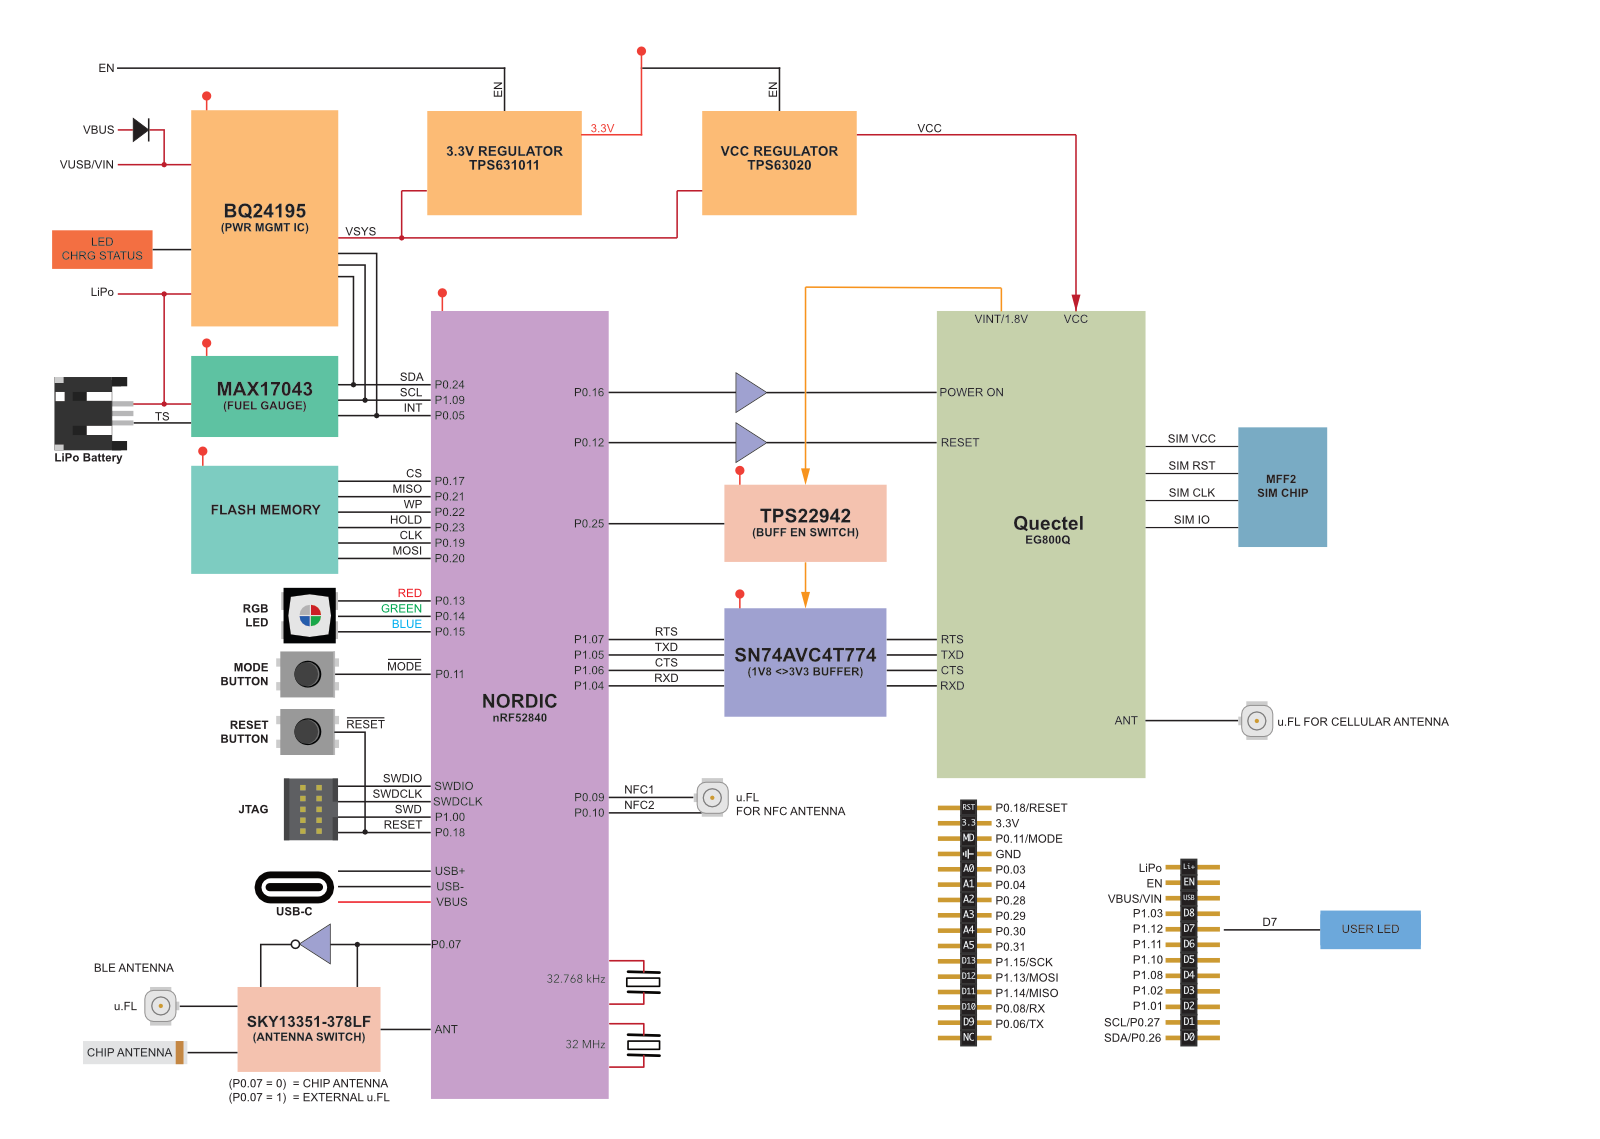 EN
EN
EN
3.3V
VCC
VBUS
VUSB/VIN
3.3V REGULATOR
TPS631011
VCC REGULATOR
TPS63020
BQ24195
(PWR MGMT IC)
VSYS
LED
CHRG STATUS
LiPo
VINT/1.8V
VCC
MAX17043
(FUEL GAUGE)
TS
LiPo Battery
SDA
P0.24
SCL
P1.09
INT
P0.05
P0.16
POWER ON
P0.12
RESET
FLASH MEMORY
CS
P0.17
MISO
P0.21
WP
P0.22
HOLD
P0.23
CLK
P0.19
MOSI
P0.20
P0.25
TPS22942
(BUFF EN SWITCH)
Quectel
EG800Q
SIM VCC
SIM RST
SIM CLK
SIM IO
MFF2
SIM CHIP
RGB
LED
RED
P0.13
GREEN
P0.14
BLUE
P0.15
MODE
BUTTON
MODE
P0.11
RESET
BUTTON
RESET
NORDIC
nRF52840
P1.07
RTS
P1.05
TXD
P1.06
CTS
P1.04
RXD
SN74AVC4T774
(1V8 <>3V3 BUFFER)
RTS
TXD
CTS
RXD
ANT
u.FL FOR CELLULAR ANTENNA
JTAG
SWDIO
SWDIO
SWDCLK
SWDCLK
SWD
P1.00
RESET
P0.18
P0.09
NFC1
P0.10
NFC2
u.FL
FOR NFC ANTENNA
USB-C
USB+
USB-
VBUS
P0.07
BLE ANTENNA
u.FL
CHIP ANTENNA
SKY13351-378LF
(ANTENNA SWITCH)
ANT
(P0.07 = 0) = CHIP ANTENNA
(P0.07 = 1) = EXTERNAL u.FL
32.768 kHz
32 MHz
RST P0.18/RESET
3.3 3.3V
MD P0.11/MODE
GND
A0 P0.03
A1 P0.04
A2 P0.28
A3 P0.29
A4 P0.30
A5 P0.31
D13 P1.15/SCK
D12 P1.13/MOSI
D11 P1.14/MISO
D10 P0.08/RX
D9 P0.06/TX
NC
LiPo Li+
EN EN
VBUS/VIN USB
P1.03 D8
P1.12 D7
P1.11 D6
P1.10 D5
P1.08 D4
P1.02 D3
P1.01 D2
SCL/P0.27 D1
SDA/P0.26 D0
D7
USER LED